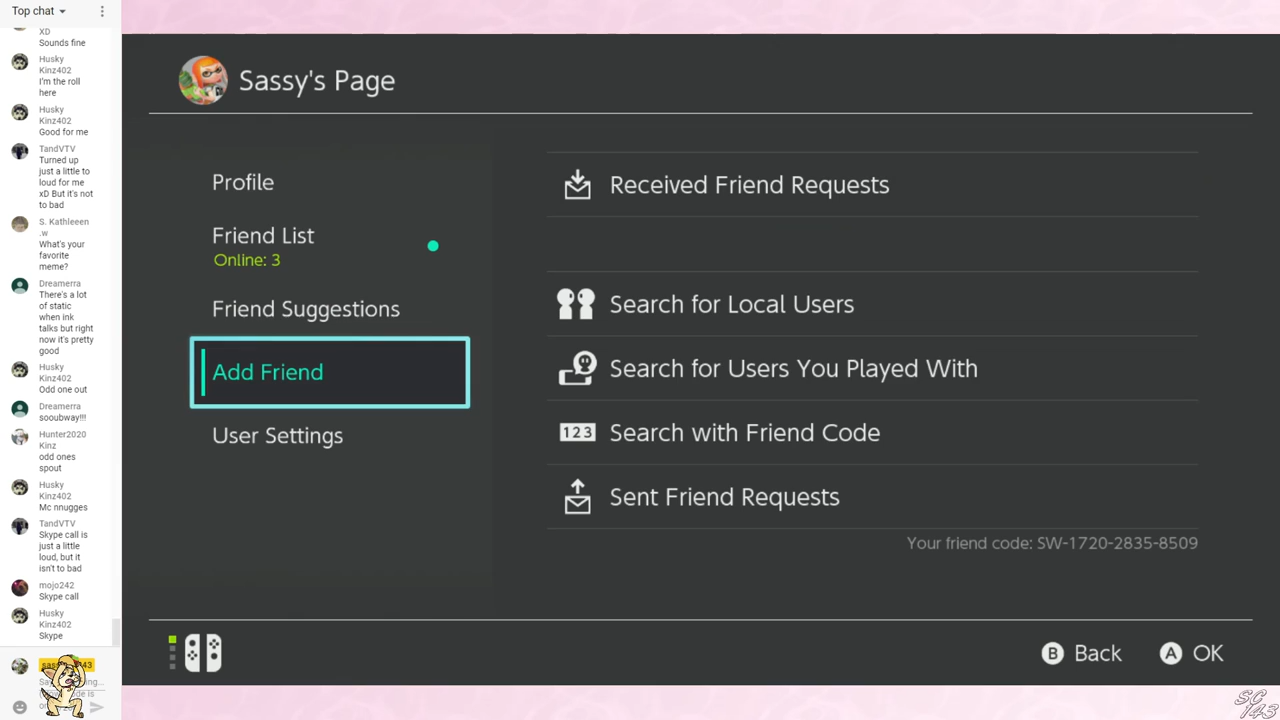 Top chat
XD
Sounds fine
Husky
Kinz402
I'm the roll
here
Husky
Kinz402
Good for me
TandVTV
Turned up
just a little to
loud for me
xD But it's not
to bad
S. Kathleeen
.w
What's your
favorite
meme?
Dreamerra
There's a lot
of static
when ink
talks but right
now it's pretty
good
Husky
Kinz402
Odd one out
Dreamerra
sooubway!!!
Hunter2020
Kinz
odd ones
spout
Husky
Kinz402
Mc nnugges
TandVTV
Skype call is
just a little
loud, but it
isn't to bad
mojo242
Skype call
Husky
Kinz402
Skype
Sassy's Page
Profile
Friend List
Online: 3
Friend Suggestions
Add Friend
User Settings
Received Friend Requests
Search for Local Users
Search for Users You Played With
123 Search with Friend Code
Sent Friend Requests
Your friend code: SW-1720-2835-8509
B Back
A OK
SC
143